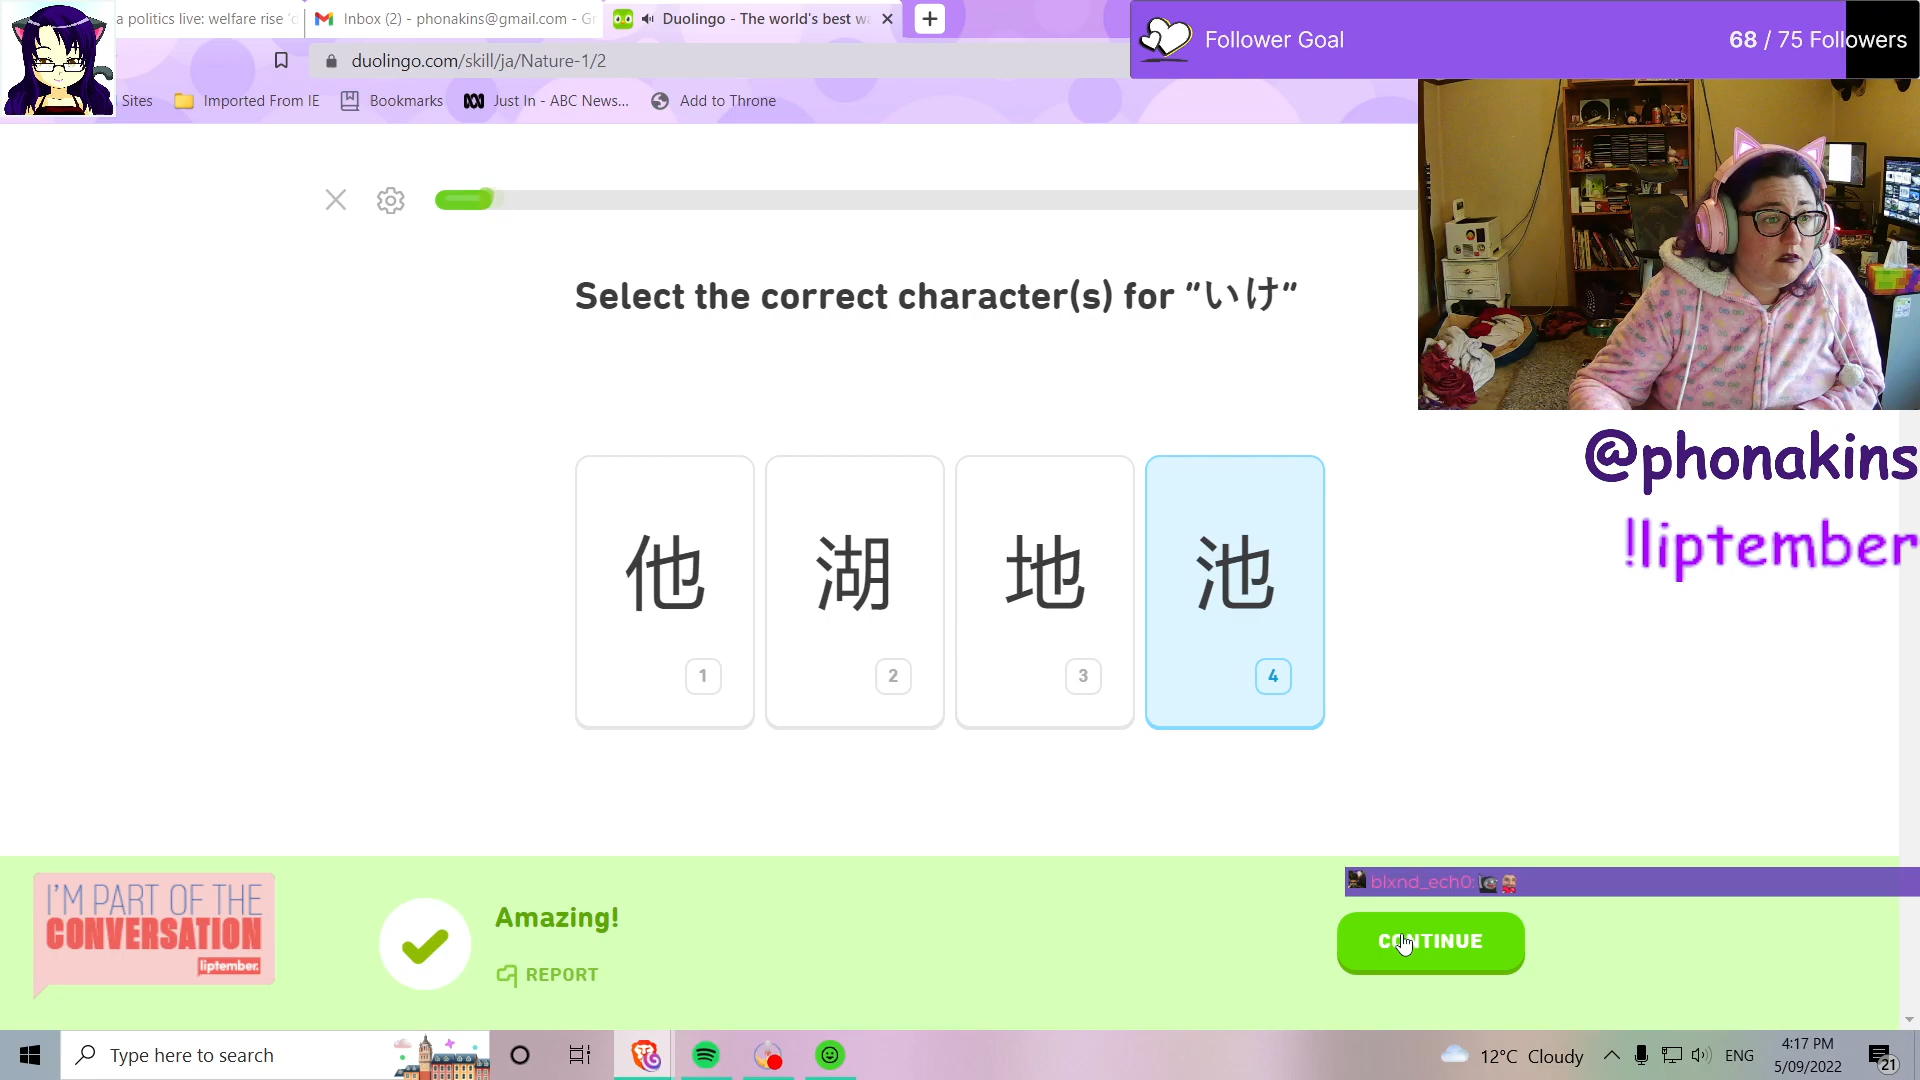 a politics live: welfare rise 'd
Inbox (2) - phonakins@gmail.com - Gr
Duolingo - The world's best wa
Follower Goal
68 / 75 Followers
duolingo.com/skill/ja/Nature-1/2
Sites
Imported From IE
Bookmarks
Just In - ABC News...
Add to Throne
Select the correct character(s) for "いけ"
@phonakins
!liptember
他
湖
地
池
1
2
3
4
I'M PART OF THE
CONVERSATION
liptember.
Amazing!
REPORT
blxnd_ech0:
CONTINUE
Type here to search
12°C Cloudy
ENG
4:17 PM
5/09/2022
21